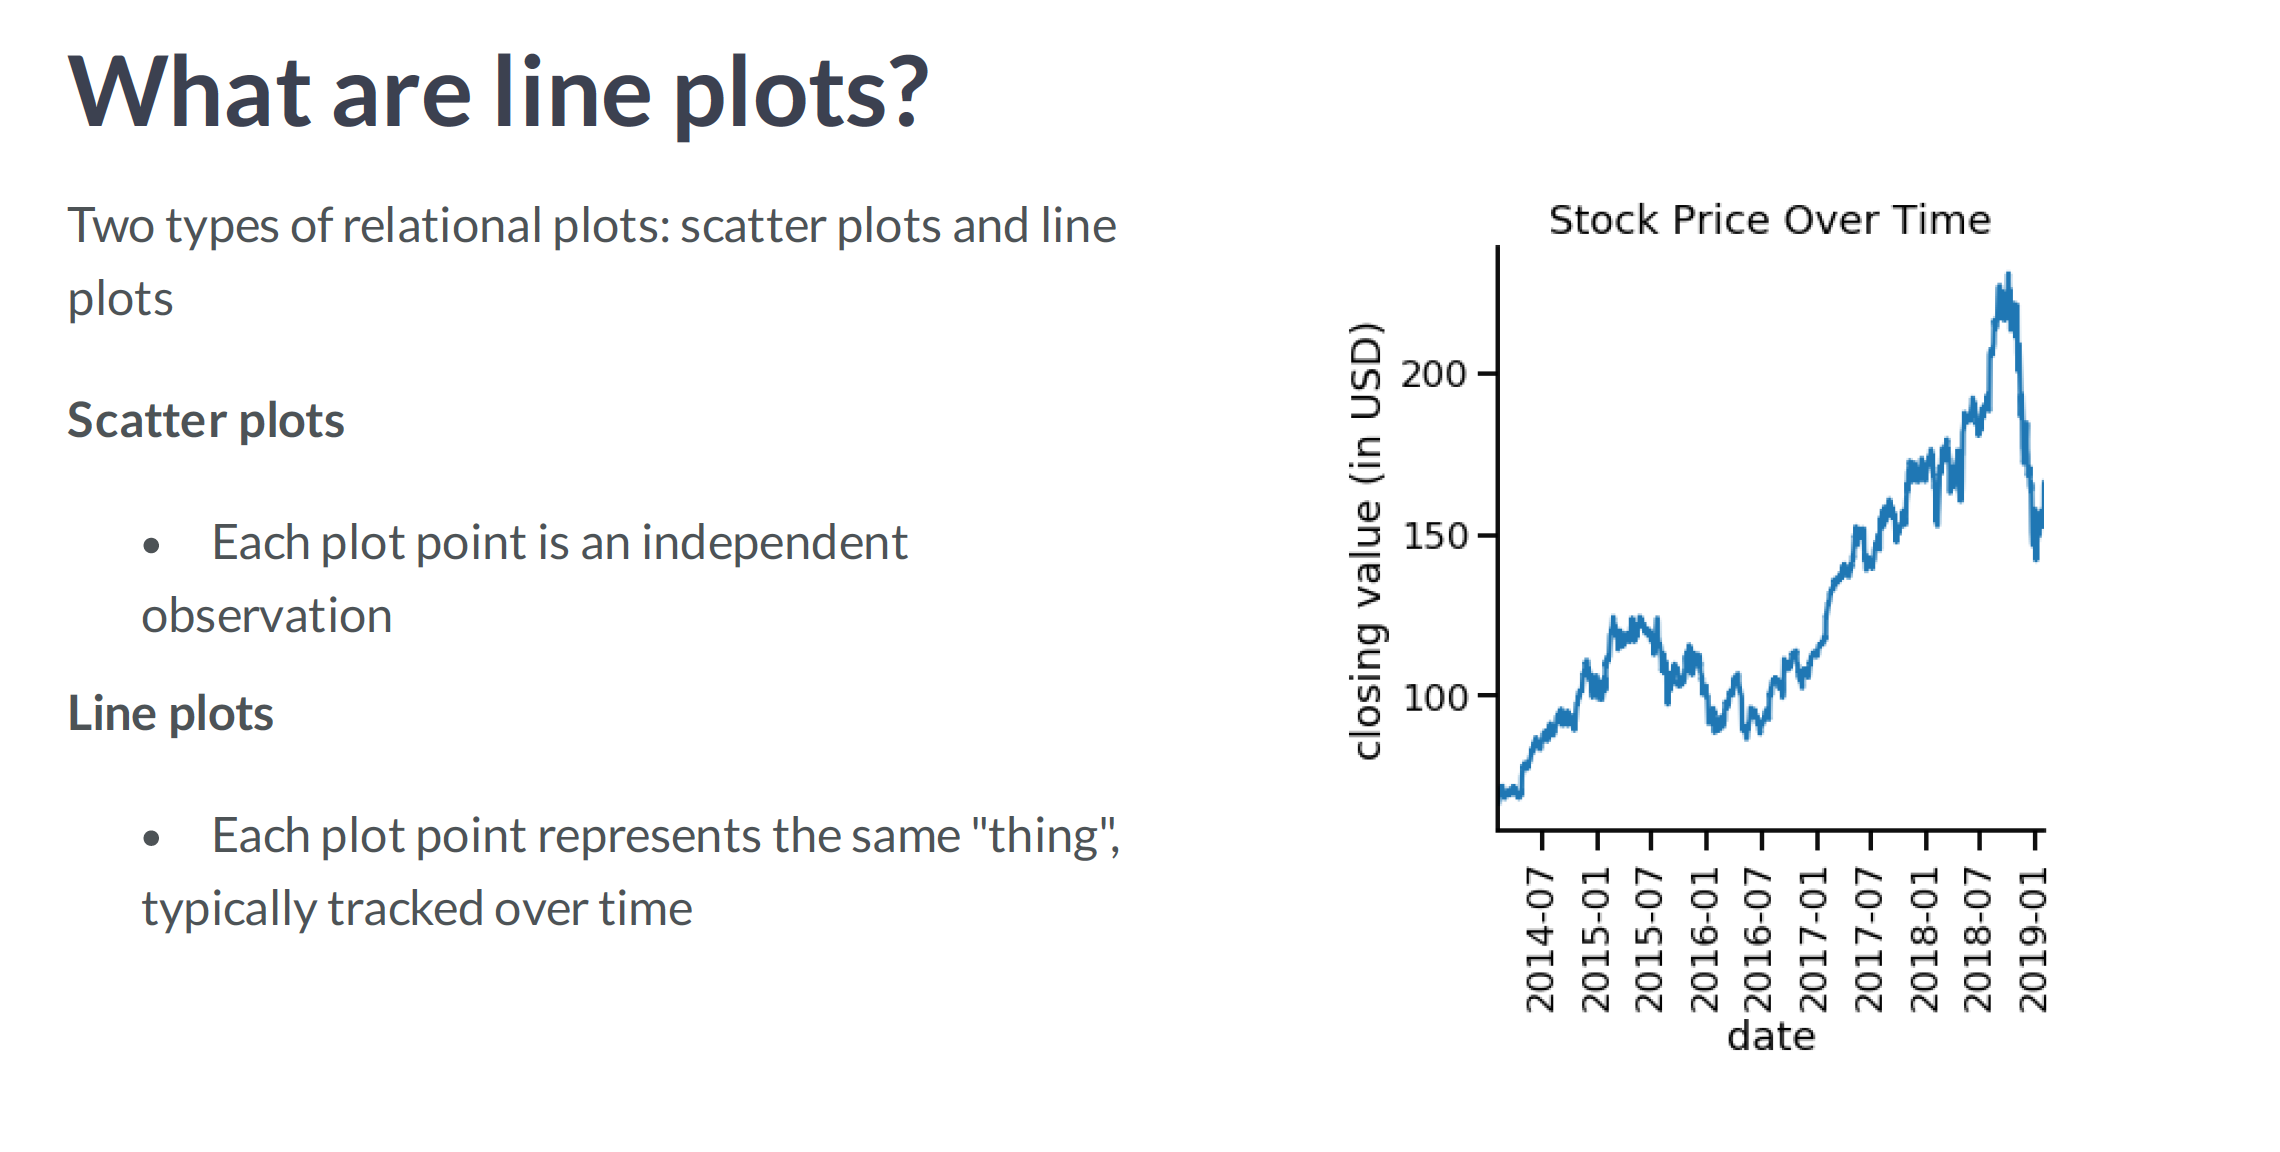 What are line plots?
Two types of relational plots: scatter plots and line
plots
Scatter plots
• Each plot point is an independent
observation
Line plots
• Each plot point represents the same "thing",
typically tracked over time
Stock Price Over Time
closing value (in USD)
200
150
100
2014-07
2015-01
2015-07
2016-01
2016-07
2017-01
2017-07
2018-01
2018-07
2019-01
date